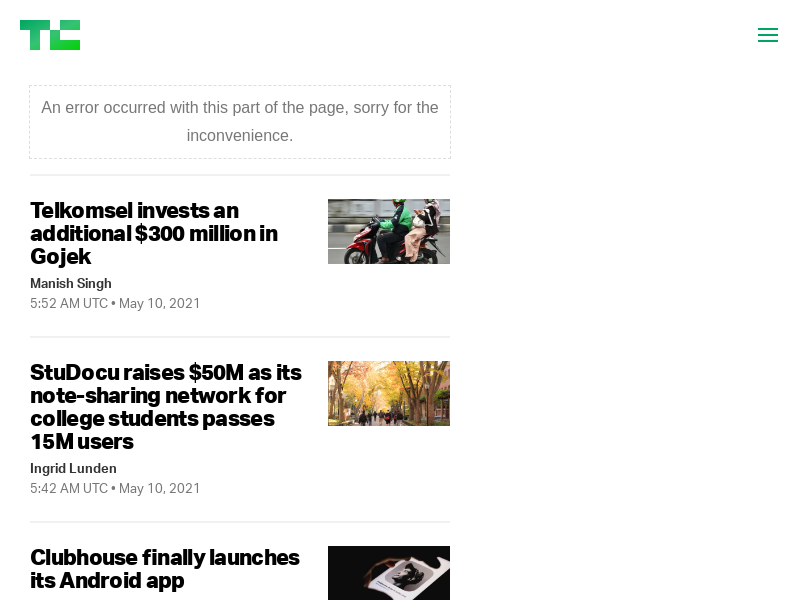 TC
An error occurred with this part of the page, sorry for the
inconvenience.
Telkomsel invests an
additional $300 million in
Gojek
Manish Singh
5:52 AM UTC • May 10, 2021
StuDocu raises $50M as its
note-sharing network for
college students passes
15M users
Ingrid Lunden
5:42 AM UTC • May 10, 2021
Clubhouse finally launches
its Android app